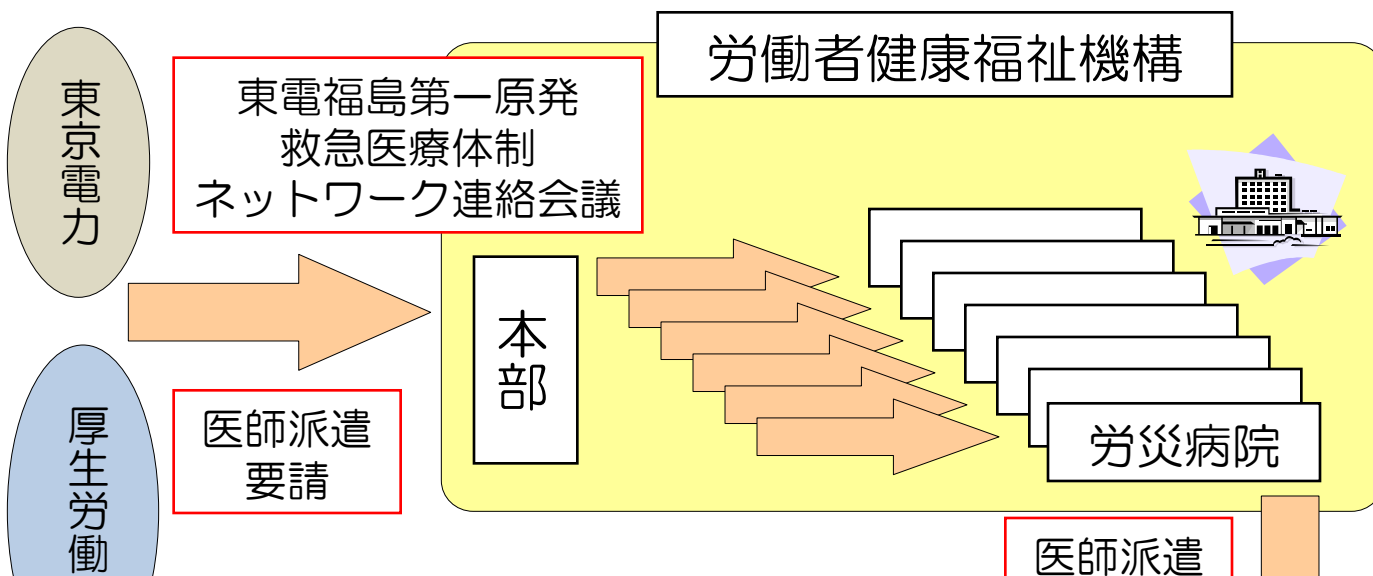 労働者健康福祉機構
東京電力
東電福島第一原発
救急医療体制
ネットワーク連絡会議
本部
医師派遣
要請
厚生労働
労災病院
医師派遣